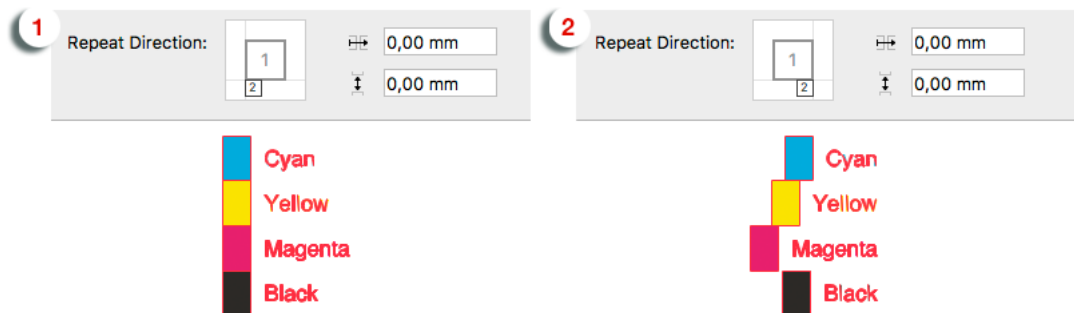 1
Repeat Direction:
1
2
0,00 mm
0,00 mm
Cyan
Yellow
Magenta
Black
2
Repeat Direction:
1
2
0,00 mm
0,00 mm
Cyan
Yellow
Magenta
Black